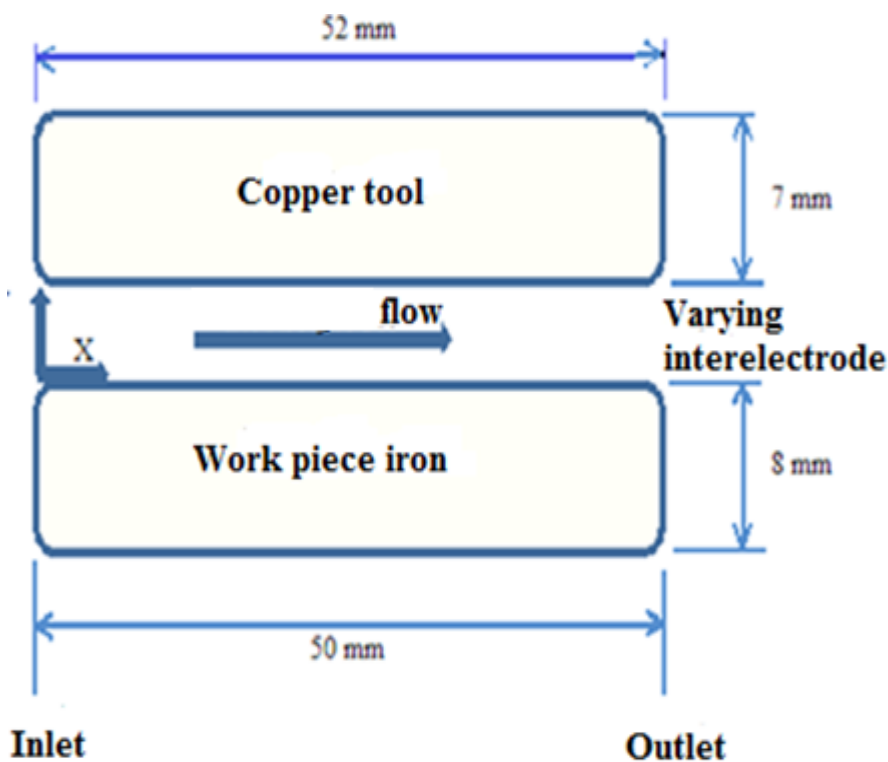 52 mm
Copper tool
7 mm
flow
Varying
interelectrode
X
Work piece iron
8 mm
50 mm
Inlet
Outlet